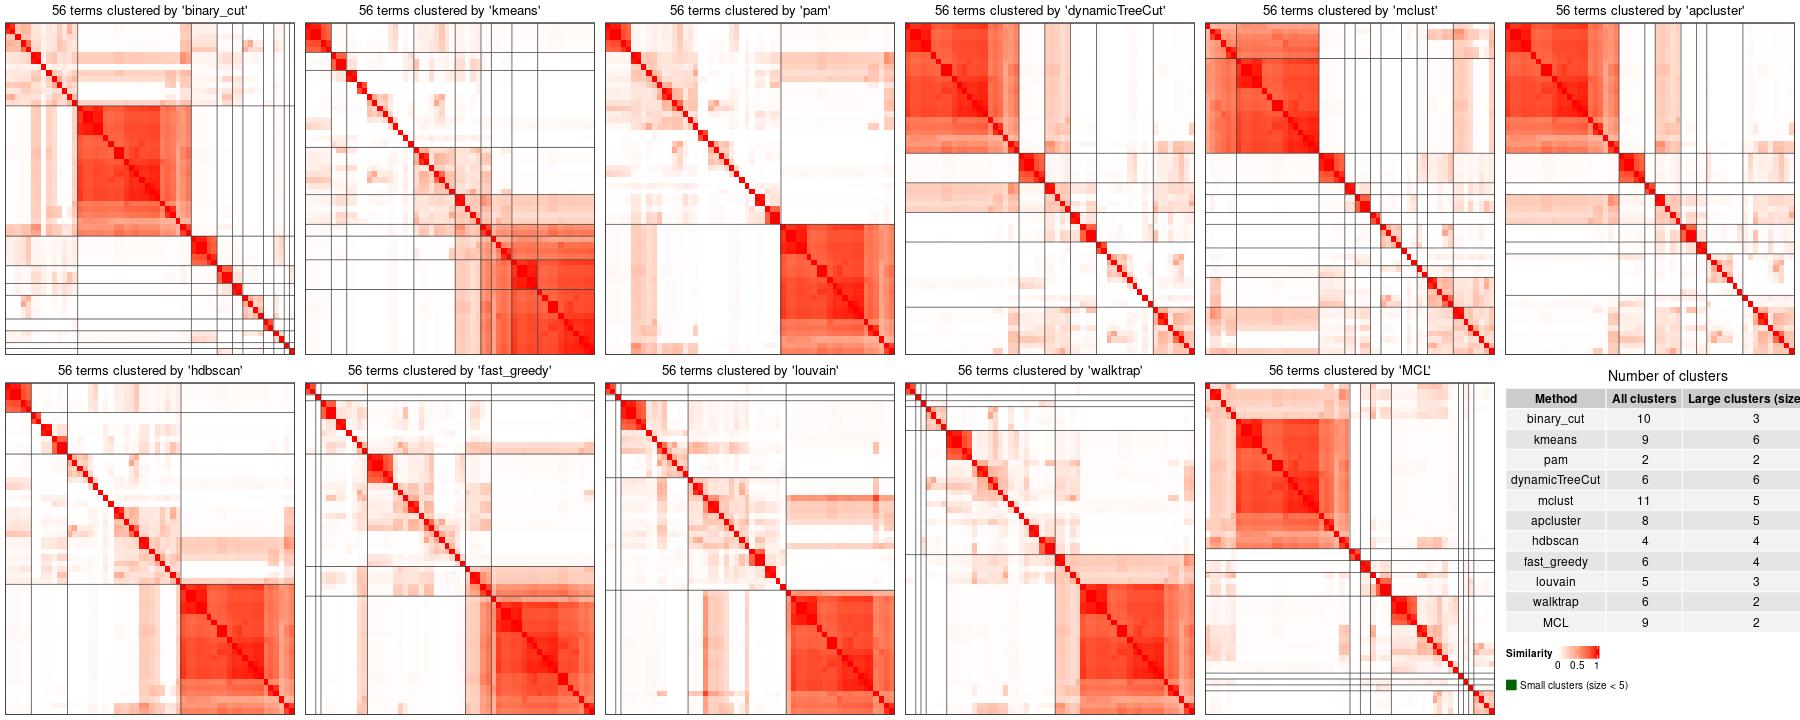 56 terms clustered by 'binary_cut'
56 terms clustered by 'kmeans'
56 terms clustered by 'pam'
56 terms clustered by 'dynamicTreeCut'
56 terms clustered by 'mclust'
56 terms clustered by 'apcluster'
56 terms clustered by 'hdbscan'
56 terms clustered by 'fast_greedy'
56 terms clustered by 'louvain'
56 terms clustered by 'walktrap'
56 terms clustered by 'MCL'
Number of clusters
Method All clusters Large clusters (size
binary_cut 10 3
kmeans 9 6
pam 2 2
dynamicTreeCut 6 6
mclust 11 5
apcluster 8 5
hdbscan 4 4
fast_greedy 6 4
louvain 5 3
walktrap 6 2
MCL 9 2
Similarity
0 0.5 1
Small clusters (size < 5)